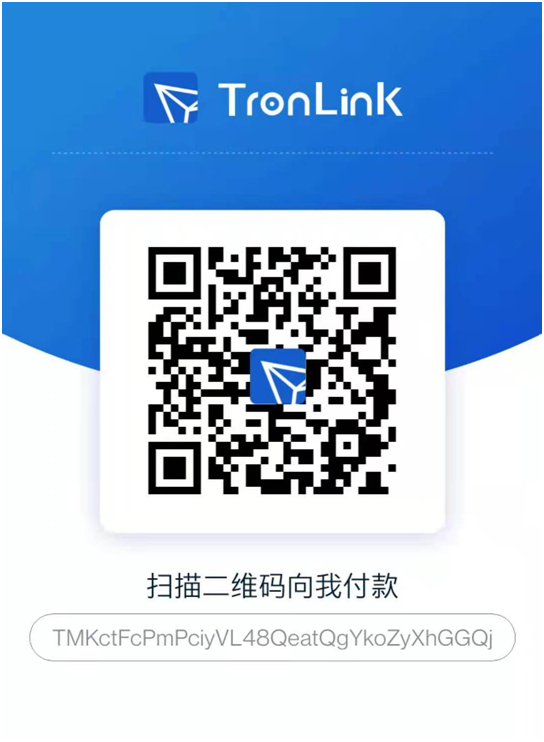 TronLink
扫描二维码向我付款
TMKctFcPmPciyVL48QeatQgYkoZyXhGGQj